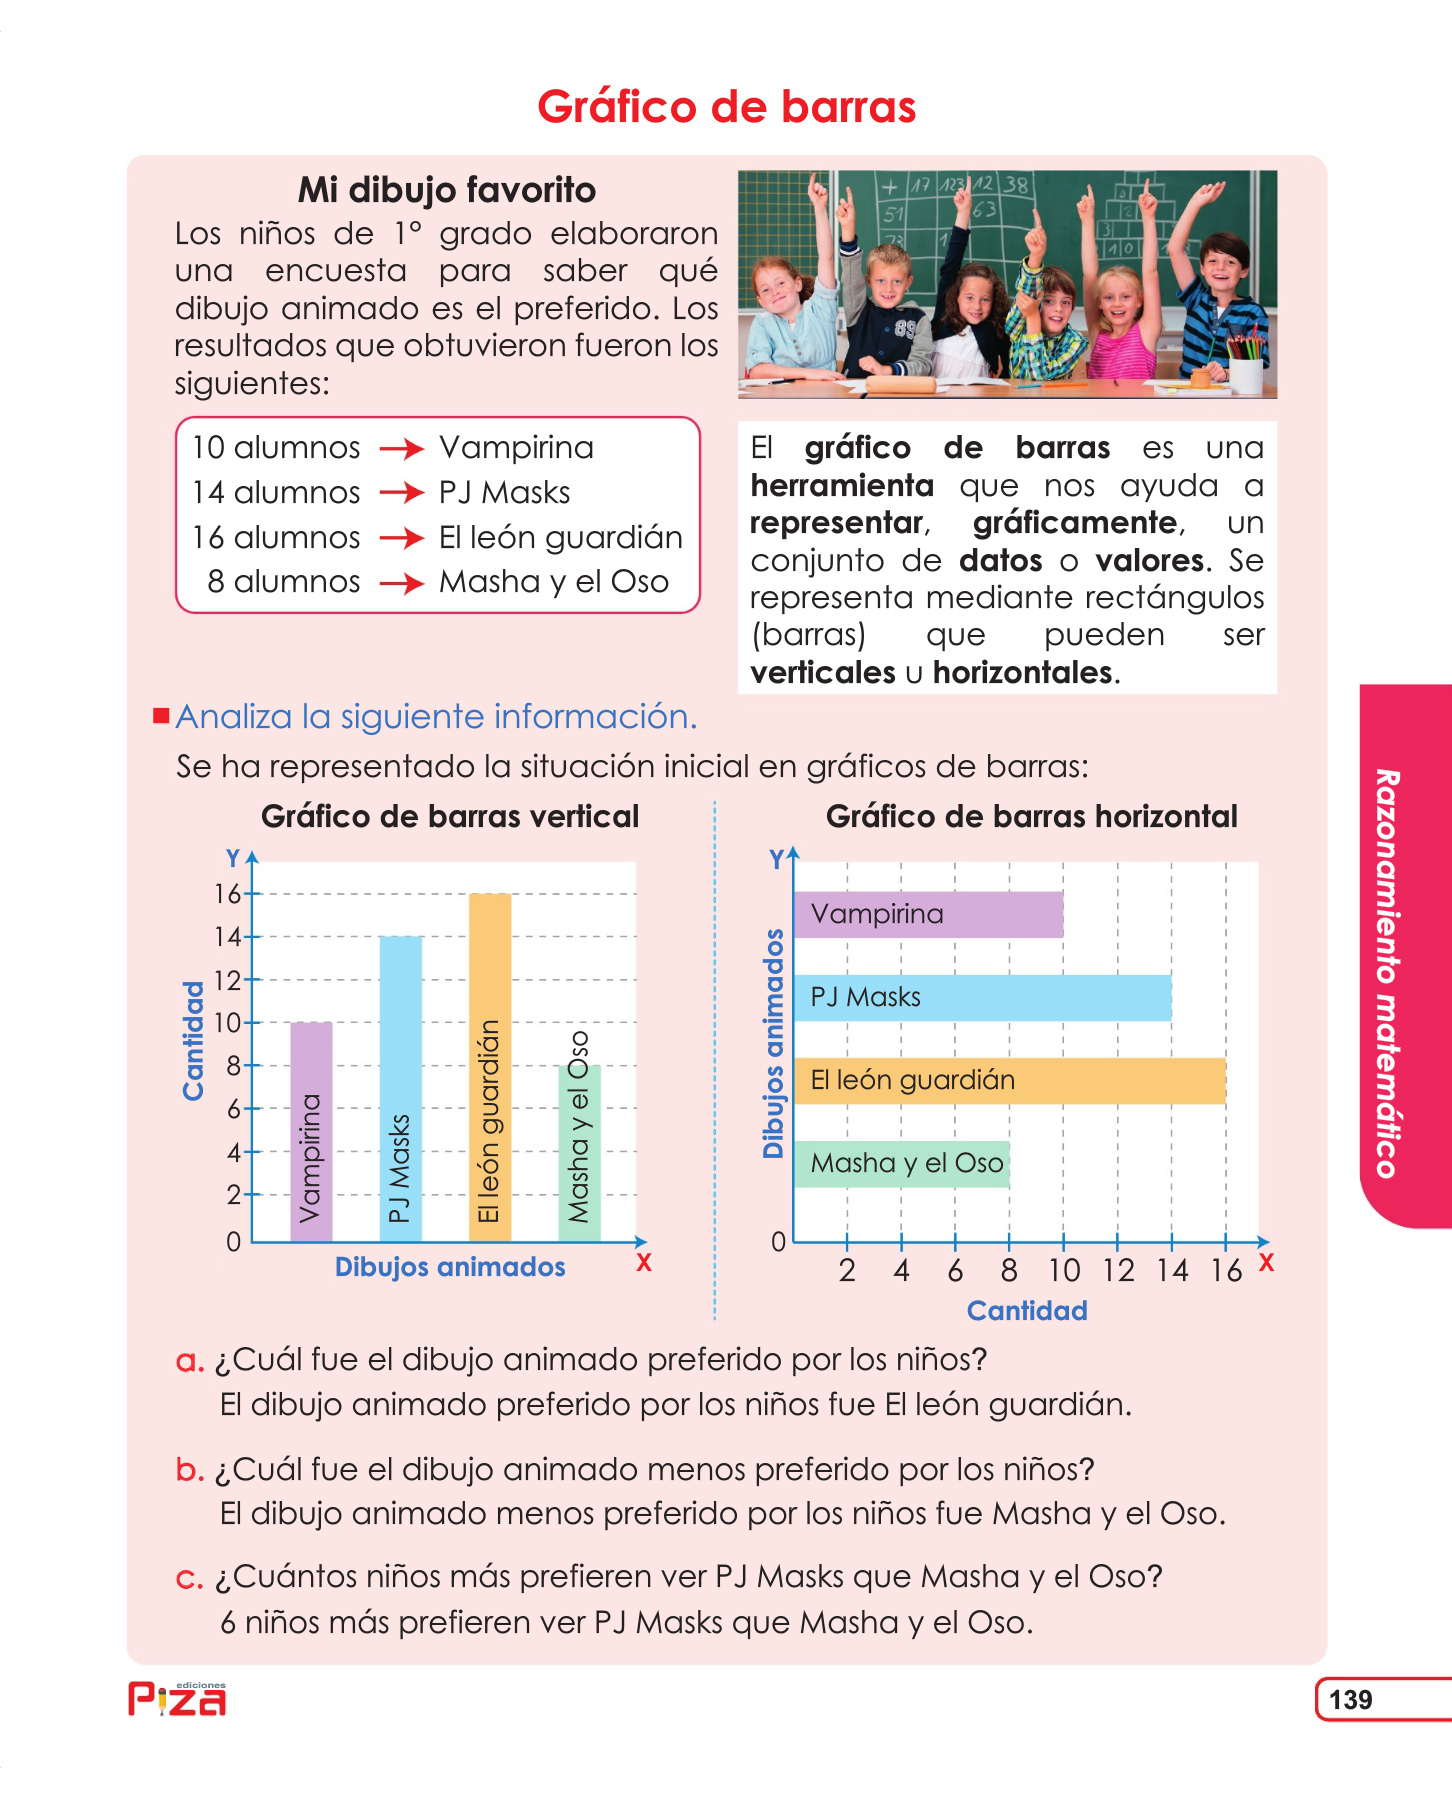 Gráfico de barras
Mi dibujo favorito
Los niños de 1° grado elaboraron
una encuesta para saber qué
dibujo animado es el preferido. Los
resultados que obtuvieron fueron los
siguientes:
10 alumnos → Vampirina
14 alumnos → PJ Masks
16 alumnos → El león guardián
8 alumnos → Masha y el Oso
+ 17 123 12 38
51 63
El gráfico de barras es una
herramienta que nos ayuda a
representar, gráficamente, un
conjunto de datos o valores. Se
representa mediante rectángulos
(barras) que pueden ser
verticales u horizontales.
Analiza la siguiente información.
Se ha representado la situación inicial en gráficos de barras:
Gráfico de barras vertical
Y
16
14
12
10
8
6
4
2
0
Cantidad
Vampirina
PJ Masks
El león guardián
Masha y el Oso
Dibujos animados
X
Gráfico de barras horizontal
Y
Dibujos animados
Vampirina
PJ Masks
El león guardián
Masha y el Oso
0
2 4 6 8 10 12 14 16 X
Cantidad
a. ¿Cuál fue el dibujo animado preferido por los niños?
El dibujo animado preferido por los niños fue El león guardián.
b. ¿Cuál fue el dibujo animado menos preferido por los niños?
El dibujo animado menos preferido por los niños fue Masha y el Oso.
c. ¿Cuántos niños más prefieren ver PJ Masks que Masha y el Oso?
6 niños más prefieren ver PJ Masks que Masha y el Oso.
Razonamiento matemático
ediciones
Piza
139